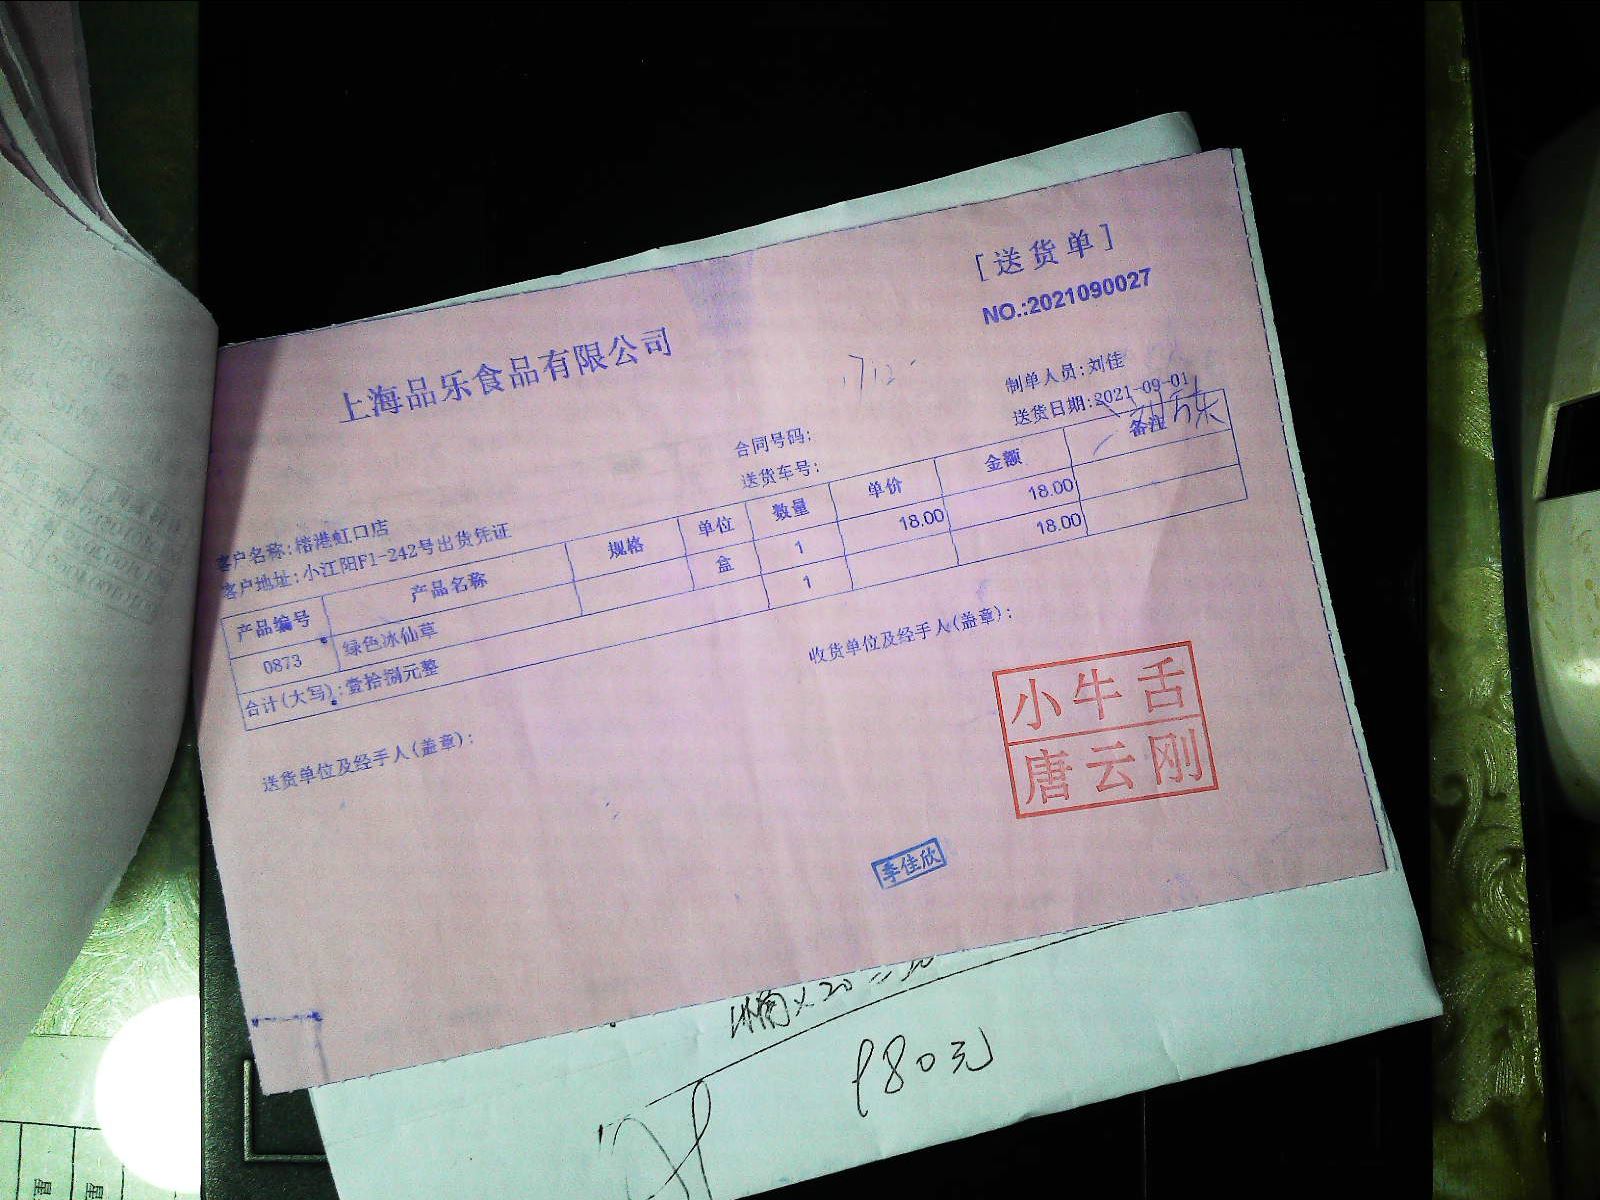 [送货单]
NO.:2021090027
上海品乐食品有限公司
制单人员:刘佳
合同号码:
送货日期:2021-09-01
送货车号:
客户名称:楷港虹口店
客户地址:小江阳F1-242号出货凭证
产品编号 产品名称 规格 单位 数量 单价 金额 备注
0873 绿色冰仙草 盒 1 18.00 18.00
合计(大写):壹拾捌元整 1 18.00
送货单位及经手人(盖章):
收货单位及经手人(盖章):
小牛舌
唐云刚
季佳欣
980元